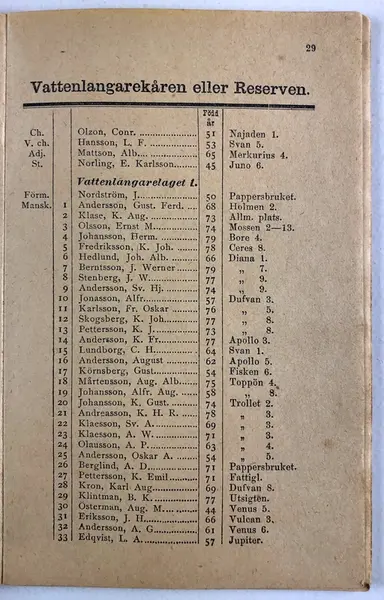 29
Vattenlangarekåren eller Reserven.
Född år
Ch. Olzon, Conr. 51 Najaden 1.
V. ch. Hansson, L. F. 53 Svan 5.
Adj. Mattson, Alb. 65 Merkurius 4.
St. Norling, E. Karlsson 45 Juno 6.
Vattenlångarelaget 1.
Förm. Nordström, J. 50 Pappersbruket.
Mansk. 1 Andersson, Gust. Ferd. 68 Holmen 2.
2 Klase, K. Aug. 73 Allm. plats.
3 Olsson, Ernst M. 74 Mossen 2—13.
4 Johansson, Herm. 79 Bore 4.
5 Fredriksson, K. Joh. 78 Ceres 8.
6 Hedlund, Joh. Alb. 66 Diana 1.
7 Berntsson, J. Werner 79 „ 7.
8 Stenberg, J. W. 77 „ 9.
9 Andersson, Sv. Hj. 74 „ 9.
10 Jonasson, Alfr. 57 Dufvan 3.
11 Karlsson, Fr. Oskar 76 „ 5.
12 Skogsberg, K. Joh. 77 „ 8.
13 Pettersson, K. J. 73 „ 8.
14 Andersson, K. Fr. 77 Apollo 3.
15 Lundborg, C. H. 64 Svan 1.
16 Andersson, August 62 Apollo 5.
17 Körnsberg, Gust. 54 Fisken 6.
18 Mårtensson, Aug. Alb. 75 Toppön 4.
19 Johansson, Alfr. Aug. 58 „ 8.
20 Johansson, K. Gust. 74 Trollet 2.
21 Andreasson, K. H. R. 78 „ 3.
22 Klaesson, Sv. A. 69 „ 3.
23 Klaesson, A. W. 71 „ 3.
24 Olausson, A. P. 63 „ 4.
25 Andersson, Oskar A. 54 „ 5.
26 Berglind, A. D. 71 Pappersbruket.
27 Pettersson, K. Emil 71 Fattigl.
28 Kron, Karl Aug. 69 Dufvan 8.
29 Klintman, B. K. 77 Utsigten.
30 Österman, Aug. M. 44 Venus 5.
31 Eriksson, J. H. 66 Vulcan 3.
32 Andersson, A. G. 61 Venus 6.
33 Edqvist, L. A. 57 Jupiter.